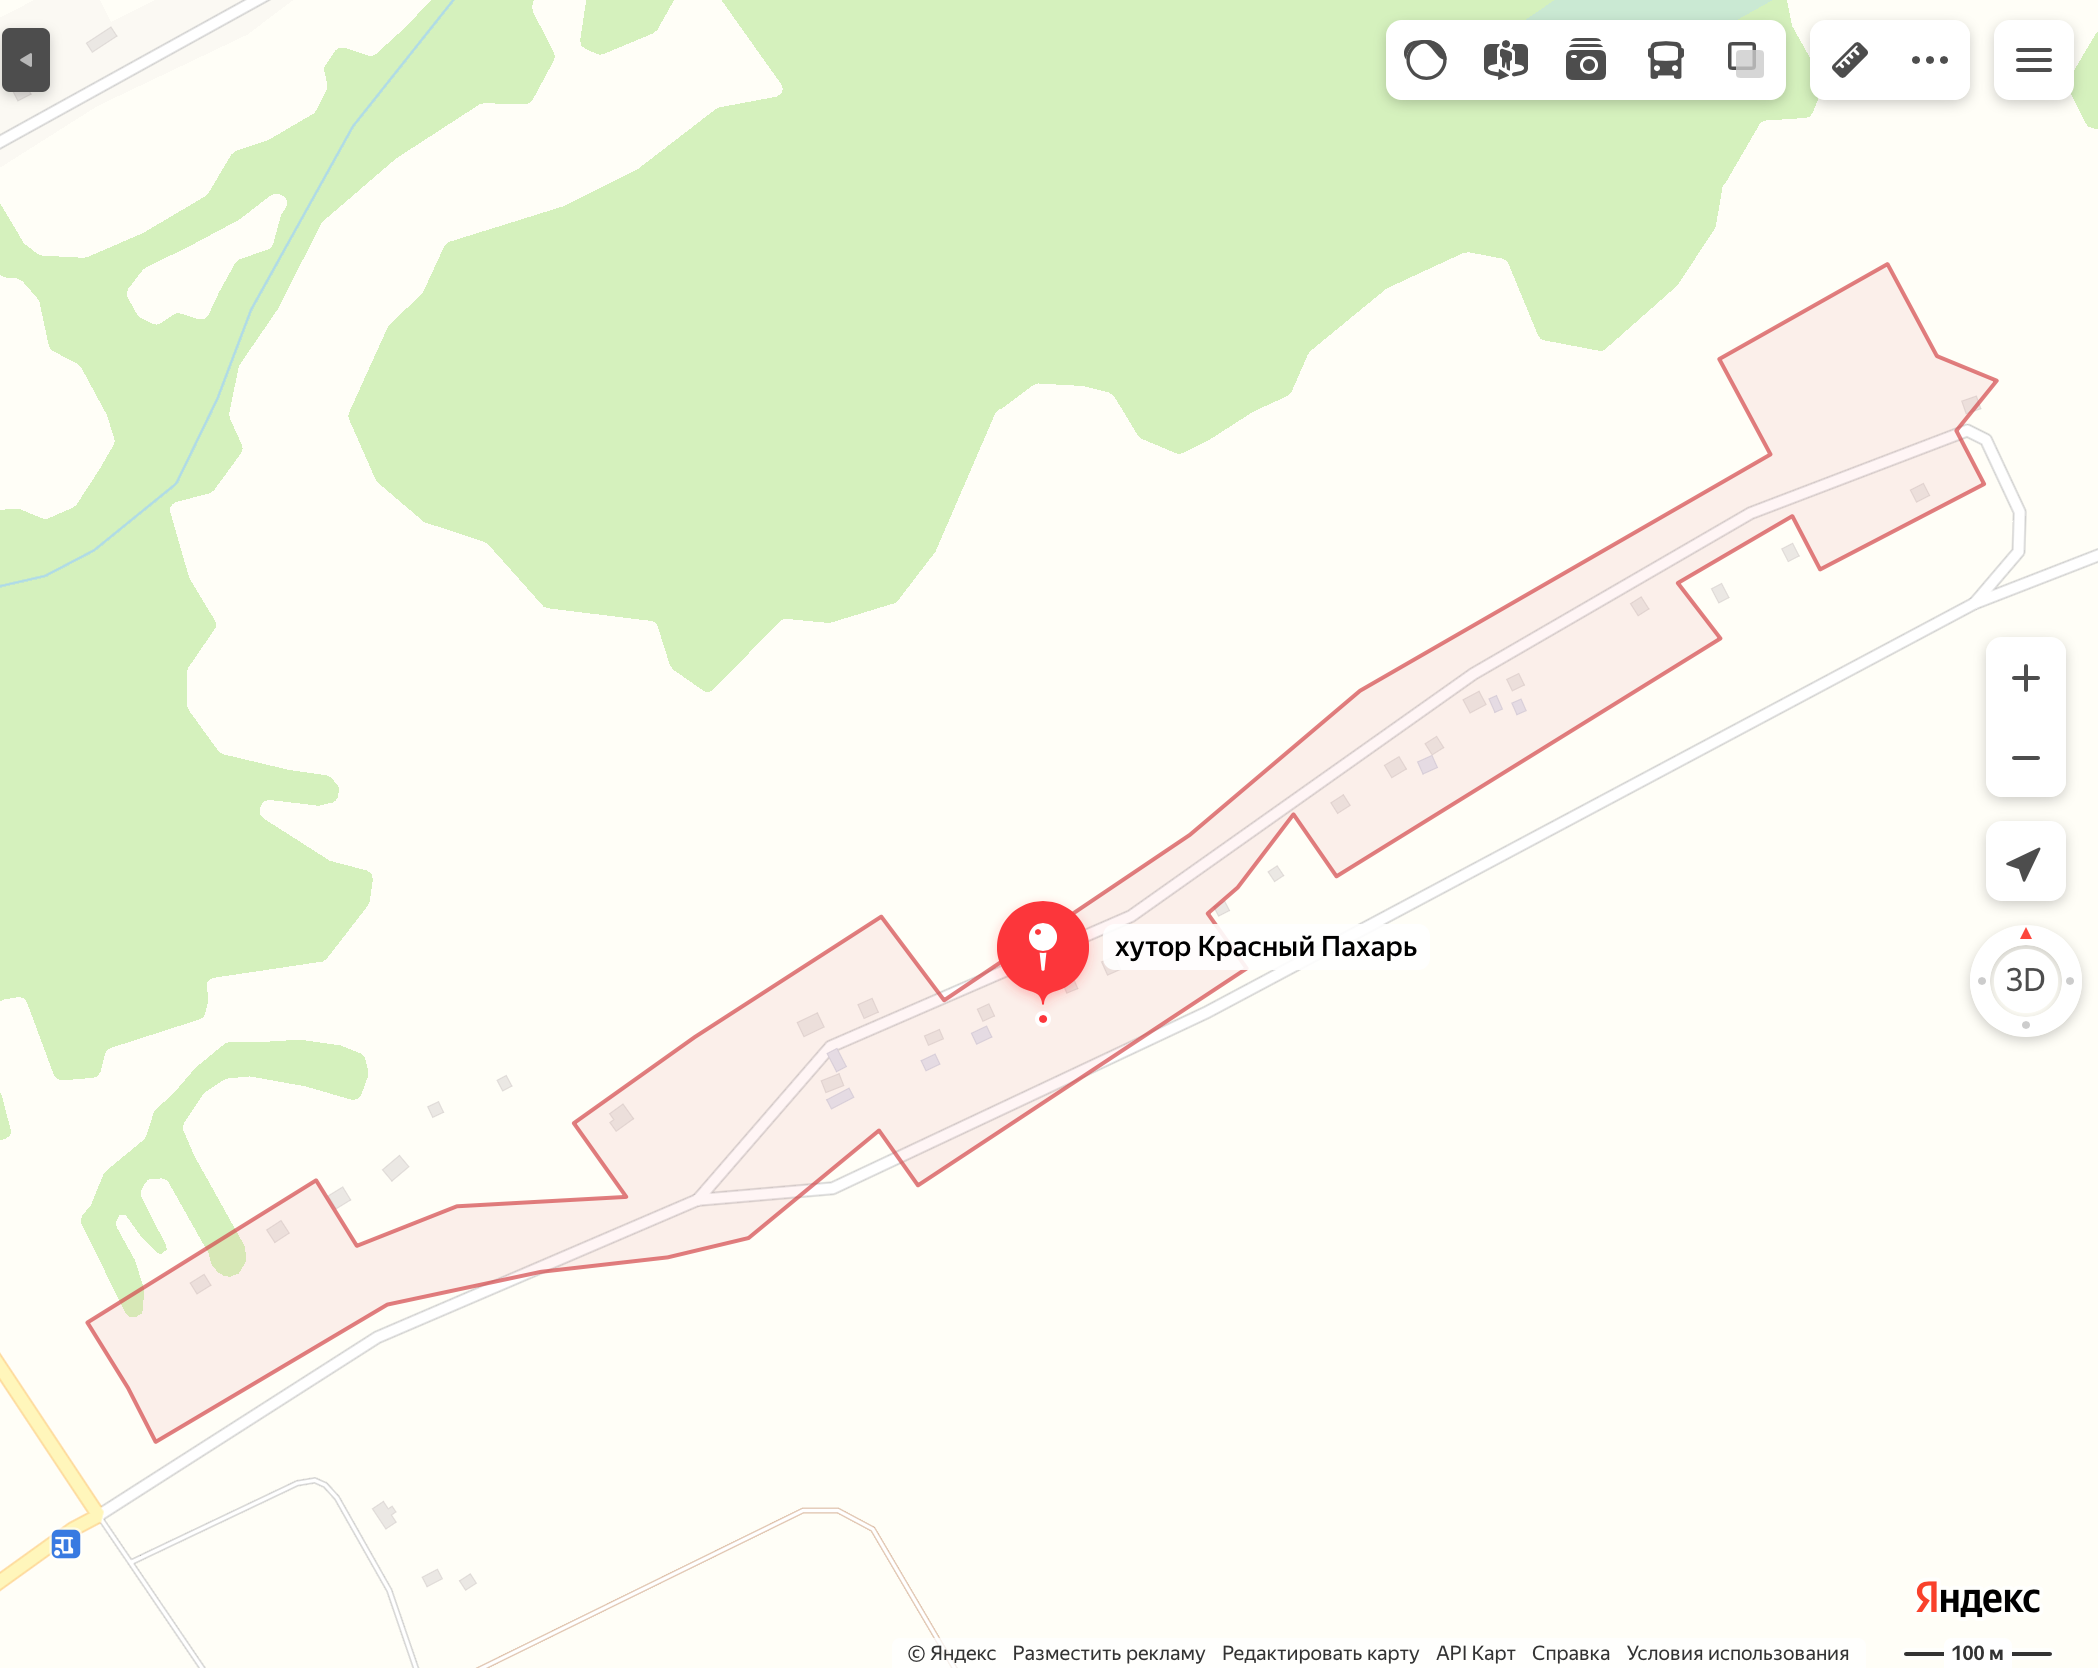 хутор Красный Пахарь
3D
Яндекс
© Яндекс Разместить рекламу Редактировать карту API Карт Справка Условия использования 100 м